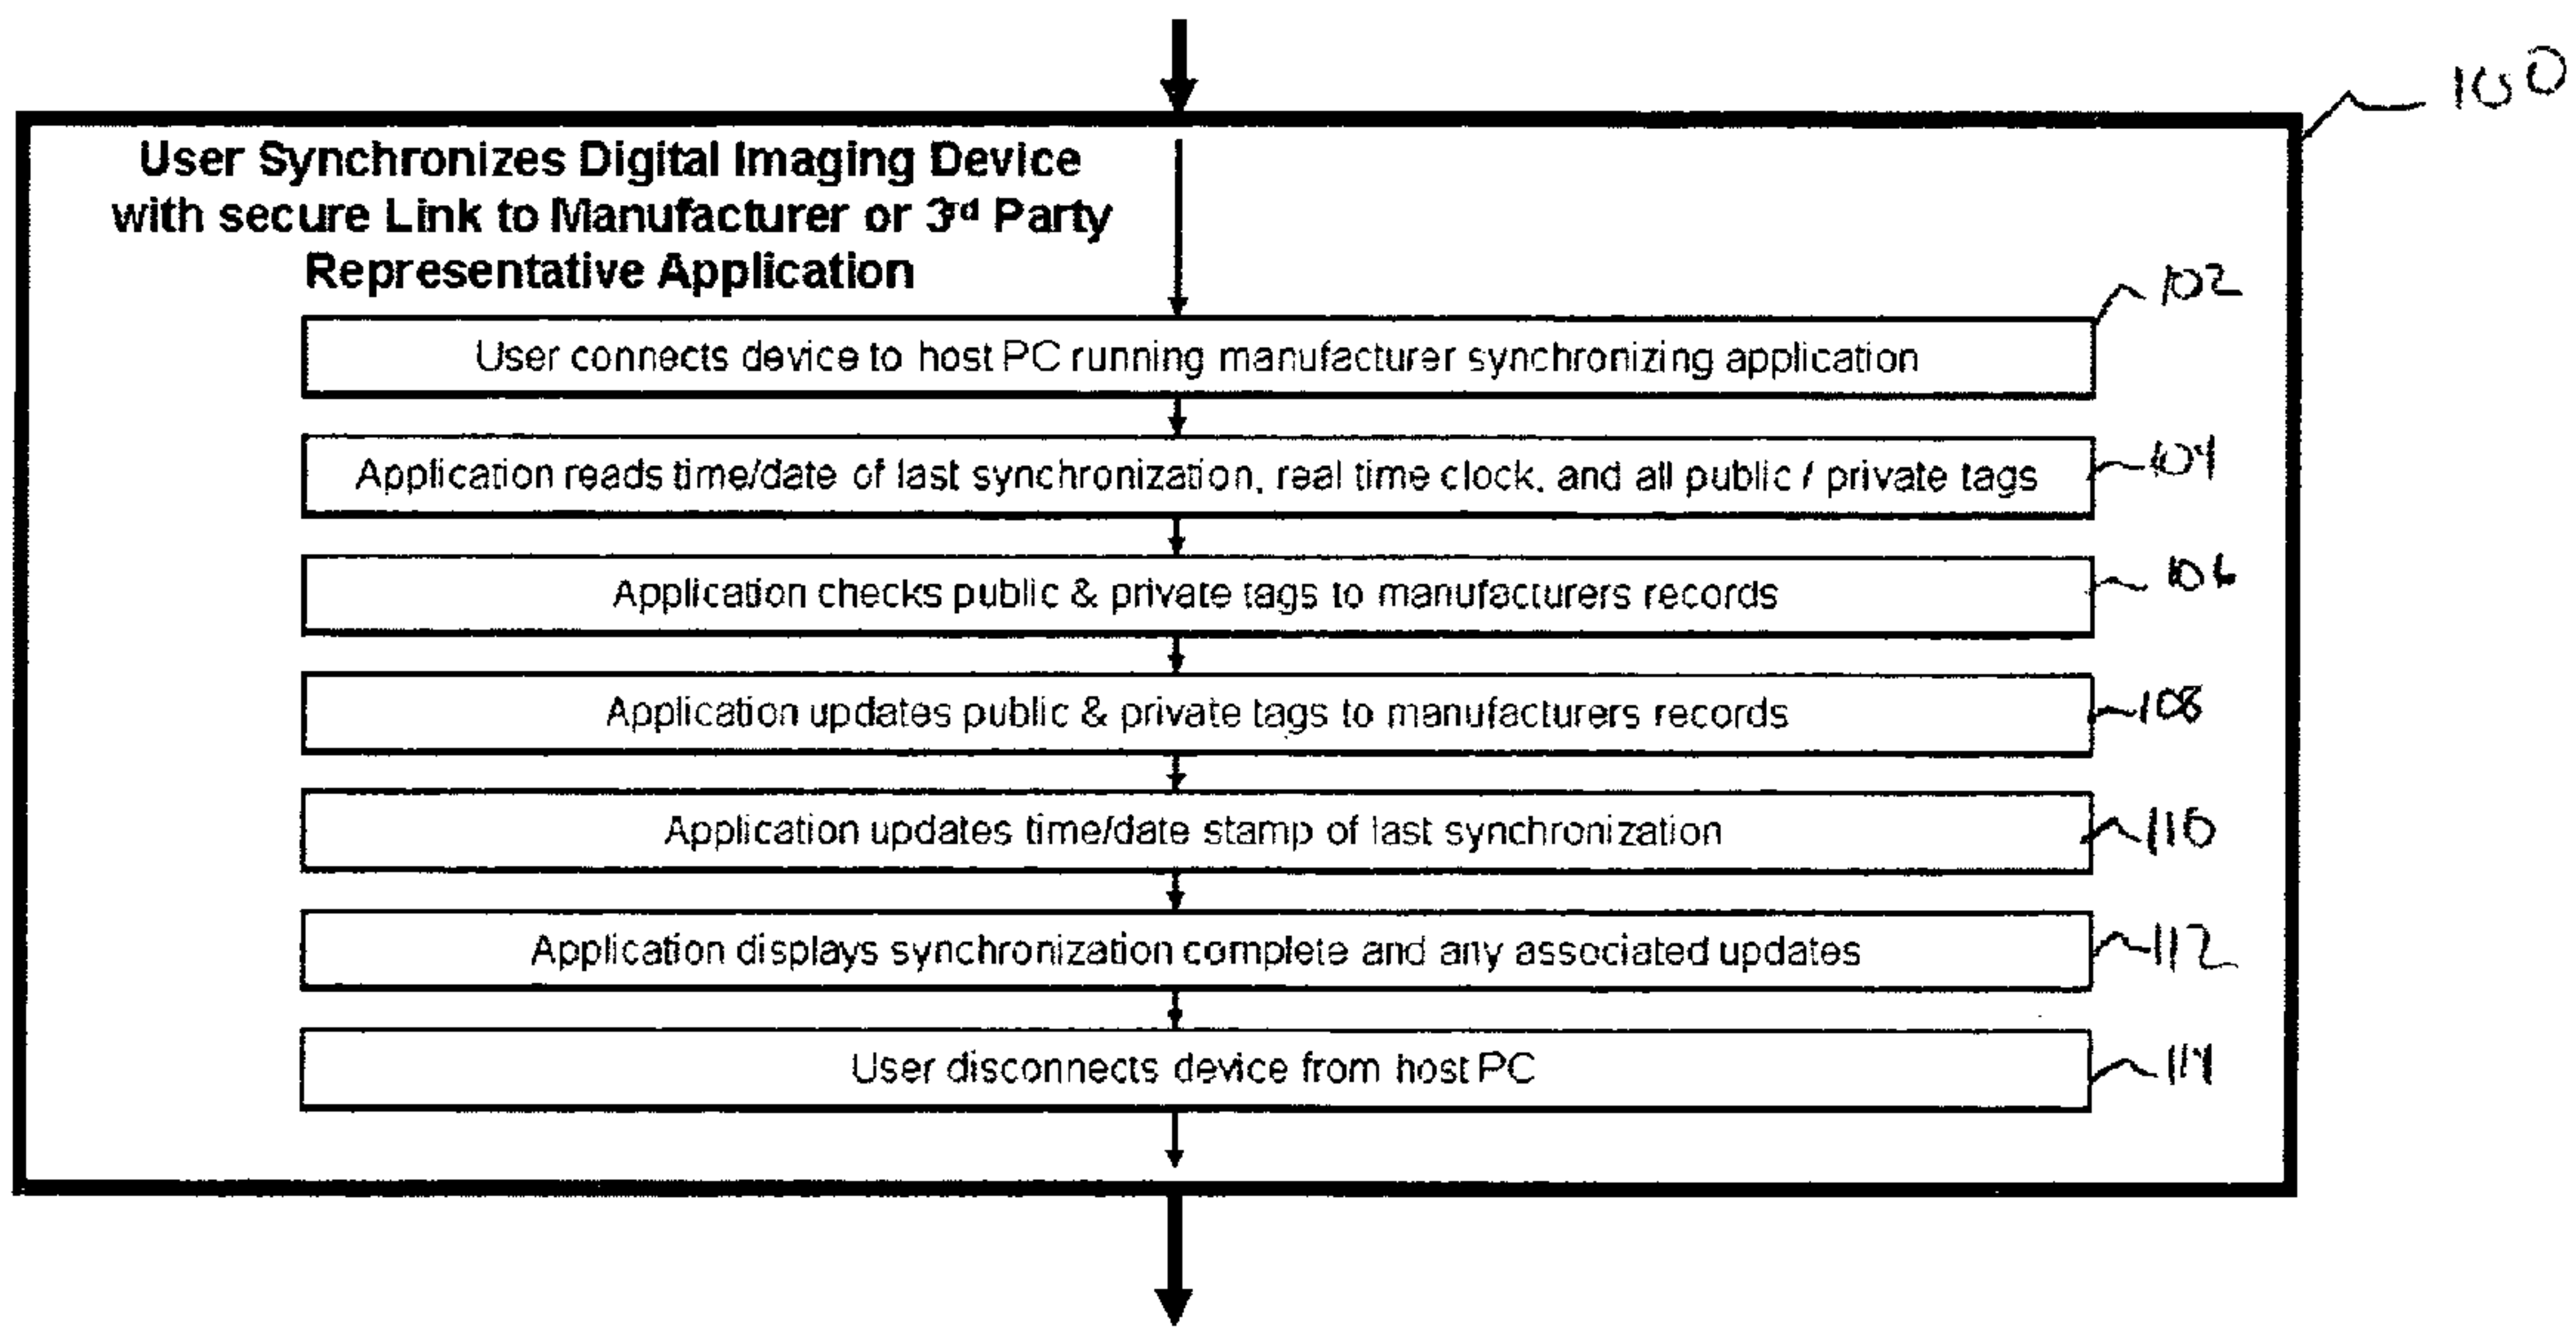 100
User Synchronizes Digital Imaging Device
with secure Link to Manufacturer or 3rd Party
Representative Application
102
User connects device to host PC running manufacturer synchronizing application
Application reads time/date of last synchronization, real time clock, and all public / private tags
104
Application checks public & private tags to manufacturers records
106
Application updates public & private tags to manufacturers records
108
Application updates time/date stamp of last synchronization
110
Application displays synchronization complete and any associated updates
112
User disconnects device from host PC
114